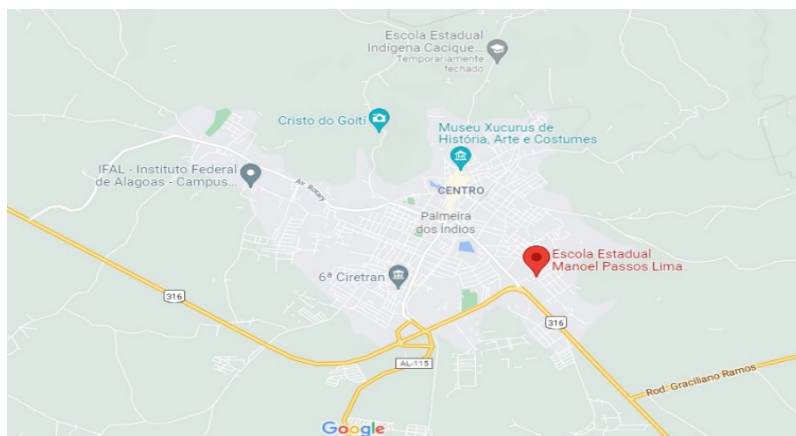 Escola Estadual
Indígena Cacique...
Temporariamente
fechado
Cristo do Goiti
Museu Xucurus de
História, Arte e Costumes
IFAL - Instituto Federal
de Alagoas - Campus...
Av. Rotary
CENTRO
Palmeira
dos Índios
Escola Estadual
Manoel Passos Lima
6ª Ciretran
316
316
AL-115
Rod. Graciliano Ramos
Google